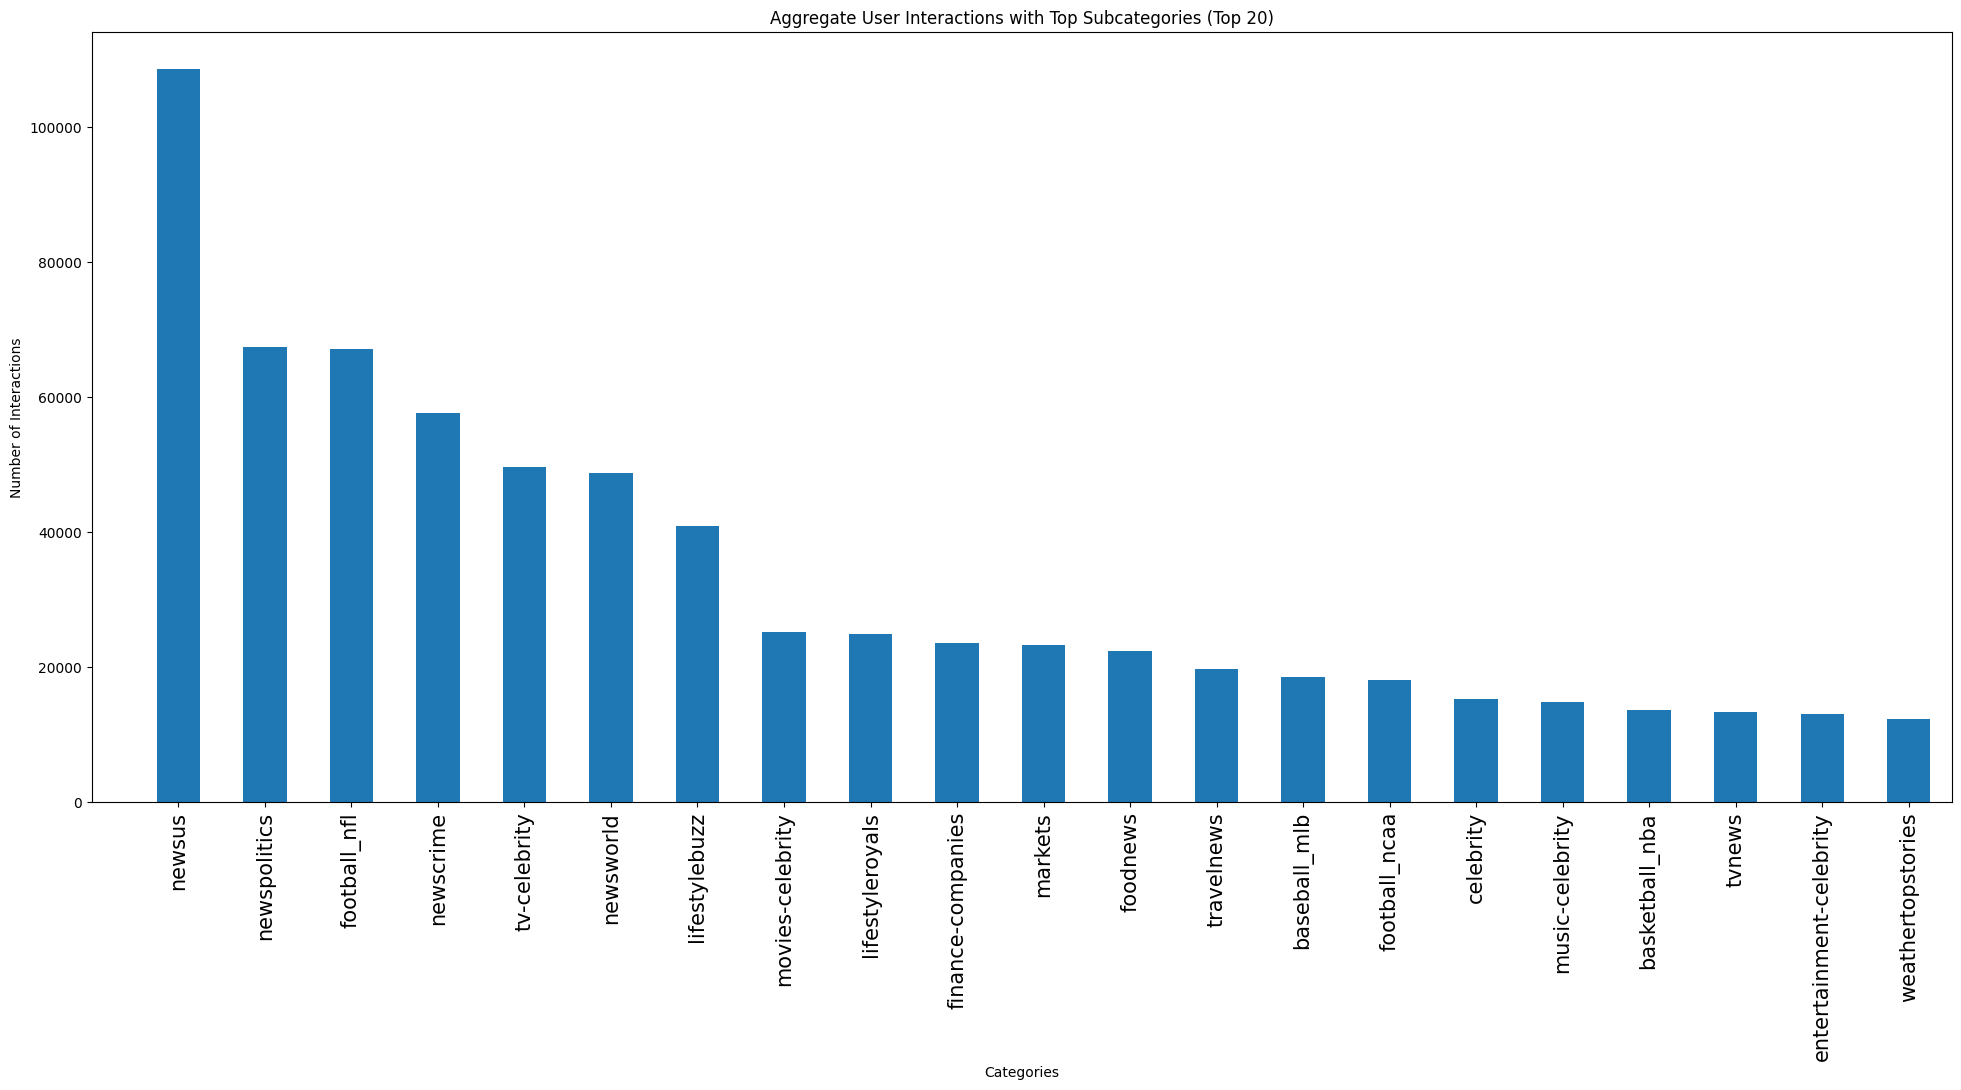 Aggregate User Interactions with Top Subcategories (Top 20)
Number of Interactions
100000
80000
60000
40000
20000
0
newsus
newspolitics
football_nfl
newscrime
tv-celebrity
newsworld
lifestylebuzz
movies-celebrity
lifestyleroyals
finance-companies
markets
foodnews
travelnews
baseball_mlb
football_ncaa
celebrity
music-celebrity
basketball_nba
tvnews
entertainment-celebrity
weathertopstories
Categories